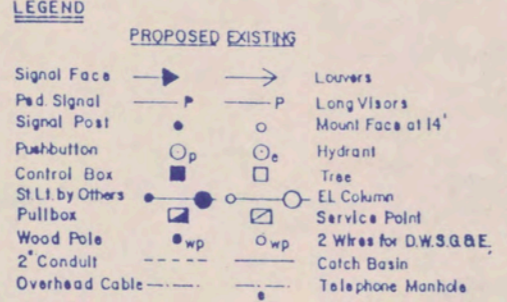 LEGEND
PROPOSED EXISTING
Signal Face Louvers
Ped. Signal P P Long Visors
Signal Post Mount Face at 14'
Pushbutton p e Hydrant
Control Box Tree
St.Lt. by Others EL Column
Pullbox Service Point
Wood Pole wp wp 2 Wires for D.W.S.G.& E.
2" Conduit Catch Basin
Overhead Cable Telephone Manhole